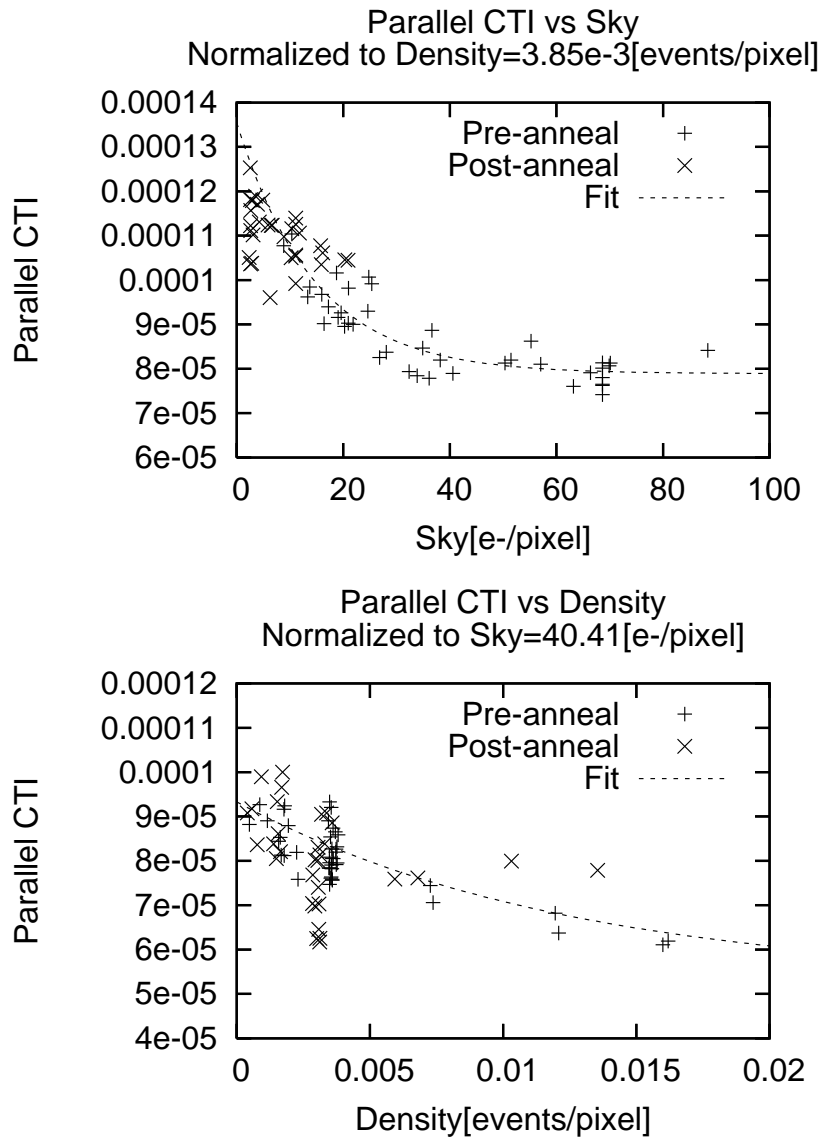 Parallel CTI vs Sky
Normalized to Density=3.85e-3[events/pixel]
0.00014
0.00013
0.00012
0.00011
0.0001
9e-05
8e-05
7e-05
6e-05
Parallel CTI
Pre-anneal
Post-anneal
Fit
0 20 40 60 80 100
Sky[e-/pixel]
Parallel CTI vs Density
Normalized to Sky=40.41[e-/pixel]
0.00012
0.00011
0.0001
9e-05
8e-05
7e-05
6e-05
5e-05
4e-05
Parallel CTI
Pre-anneal
Post-anneal
Fit
0 0.005 0.01 0.015 0.02
Density[events/pixel]